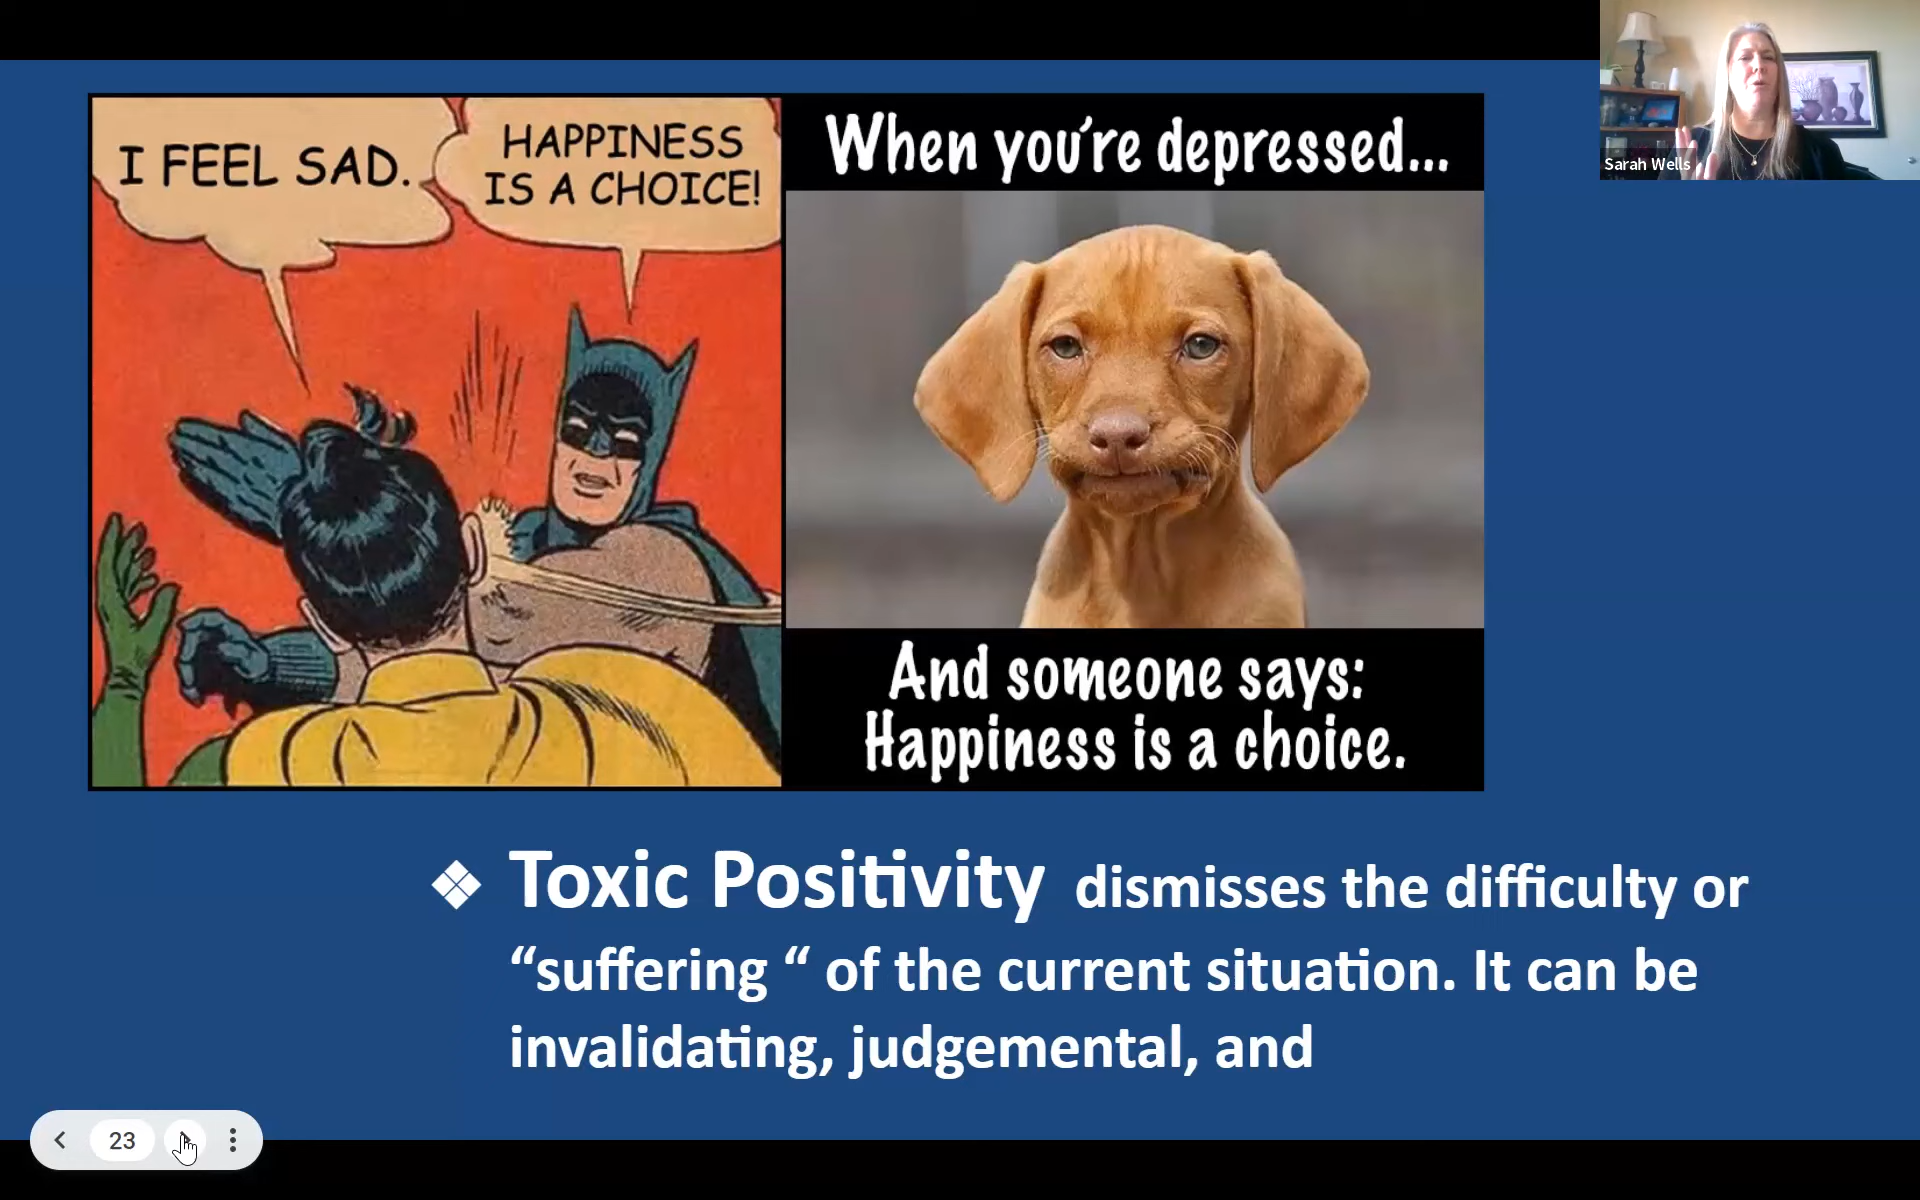 I FEEL SAD.
HAPPINESS
IS A CHOICE!
When you're depressed...
And someone says:
Happiness is a choice.
❖ Toxic Positivity dismisses the difficulty or
“suffering “ of the current situation. It can be
invalidating, judgemental, and
Sarah Wells
23